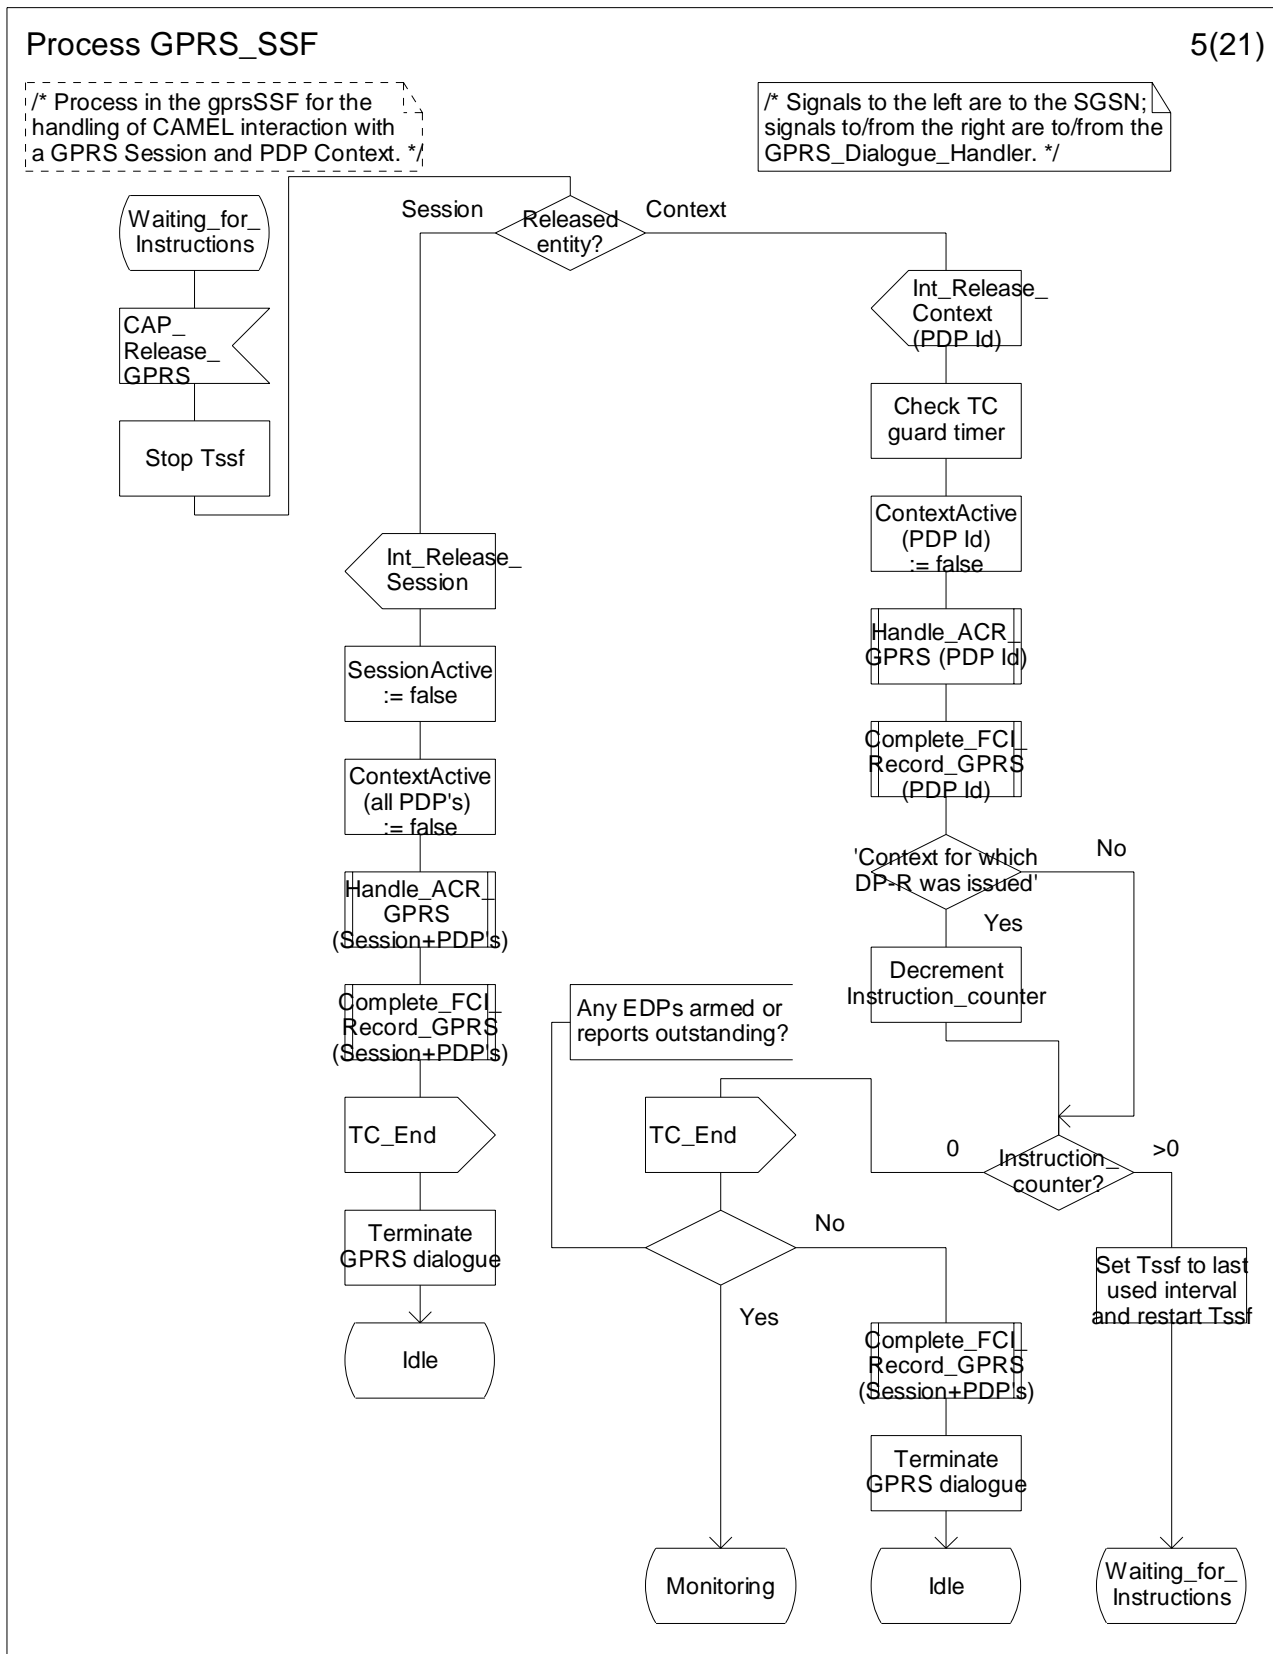 Process GPRS_SSF
5(21)
/* Process in the gprsSSF for the
handling of CAMEL interaction with
a GPRS Session and PDP Context. */
/* Signals to the left are to the SGSN;
signals to/from the right are to/from the
GPRS_Dialogue_Handler. */
Waiting_for_
Instructions
CAP_
Release_
GPRS
Stop Tssf
Session
Released
entity?
Context
Int_Release_
Session
SessionActive
:= false
ContextActive
(all PDP's)
:= false
Handle_ACR_
GPRS
(Session+PDP's)
Complete_FCI_
Record_GPRS
(Session+PDP's)
TC_End
Terminate
GPRS dialogue
Idle
Int_Release_
Context
(PDP Id)
Check TC
guard timer
ContextActive
(PDP Id)
:= false
Handle_ACR_
GPRS (PDP Id)
Complete_FCI_
Record_GPRS
(PDP Id)
'Context for which
DP-R was issued'
No
Yes
Decrement
Instruction_counter
Any EDPs armed or
reports outstanding?
TC_End
0
Instruction_
counter?
>0
No
Yes
Set Tssf to last
used interval
and restart Tssf
Complete_FCI_
Record_GPRS
(Session+PDP's)
Terminate
GPRS dialogue
Monitoring
Idle
Waiting_for_
Instructions